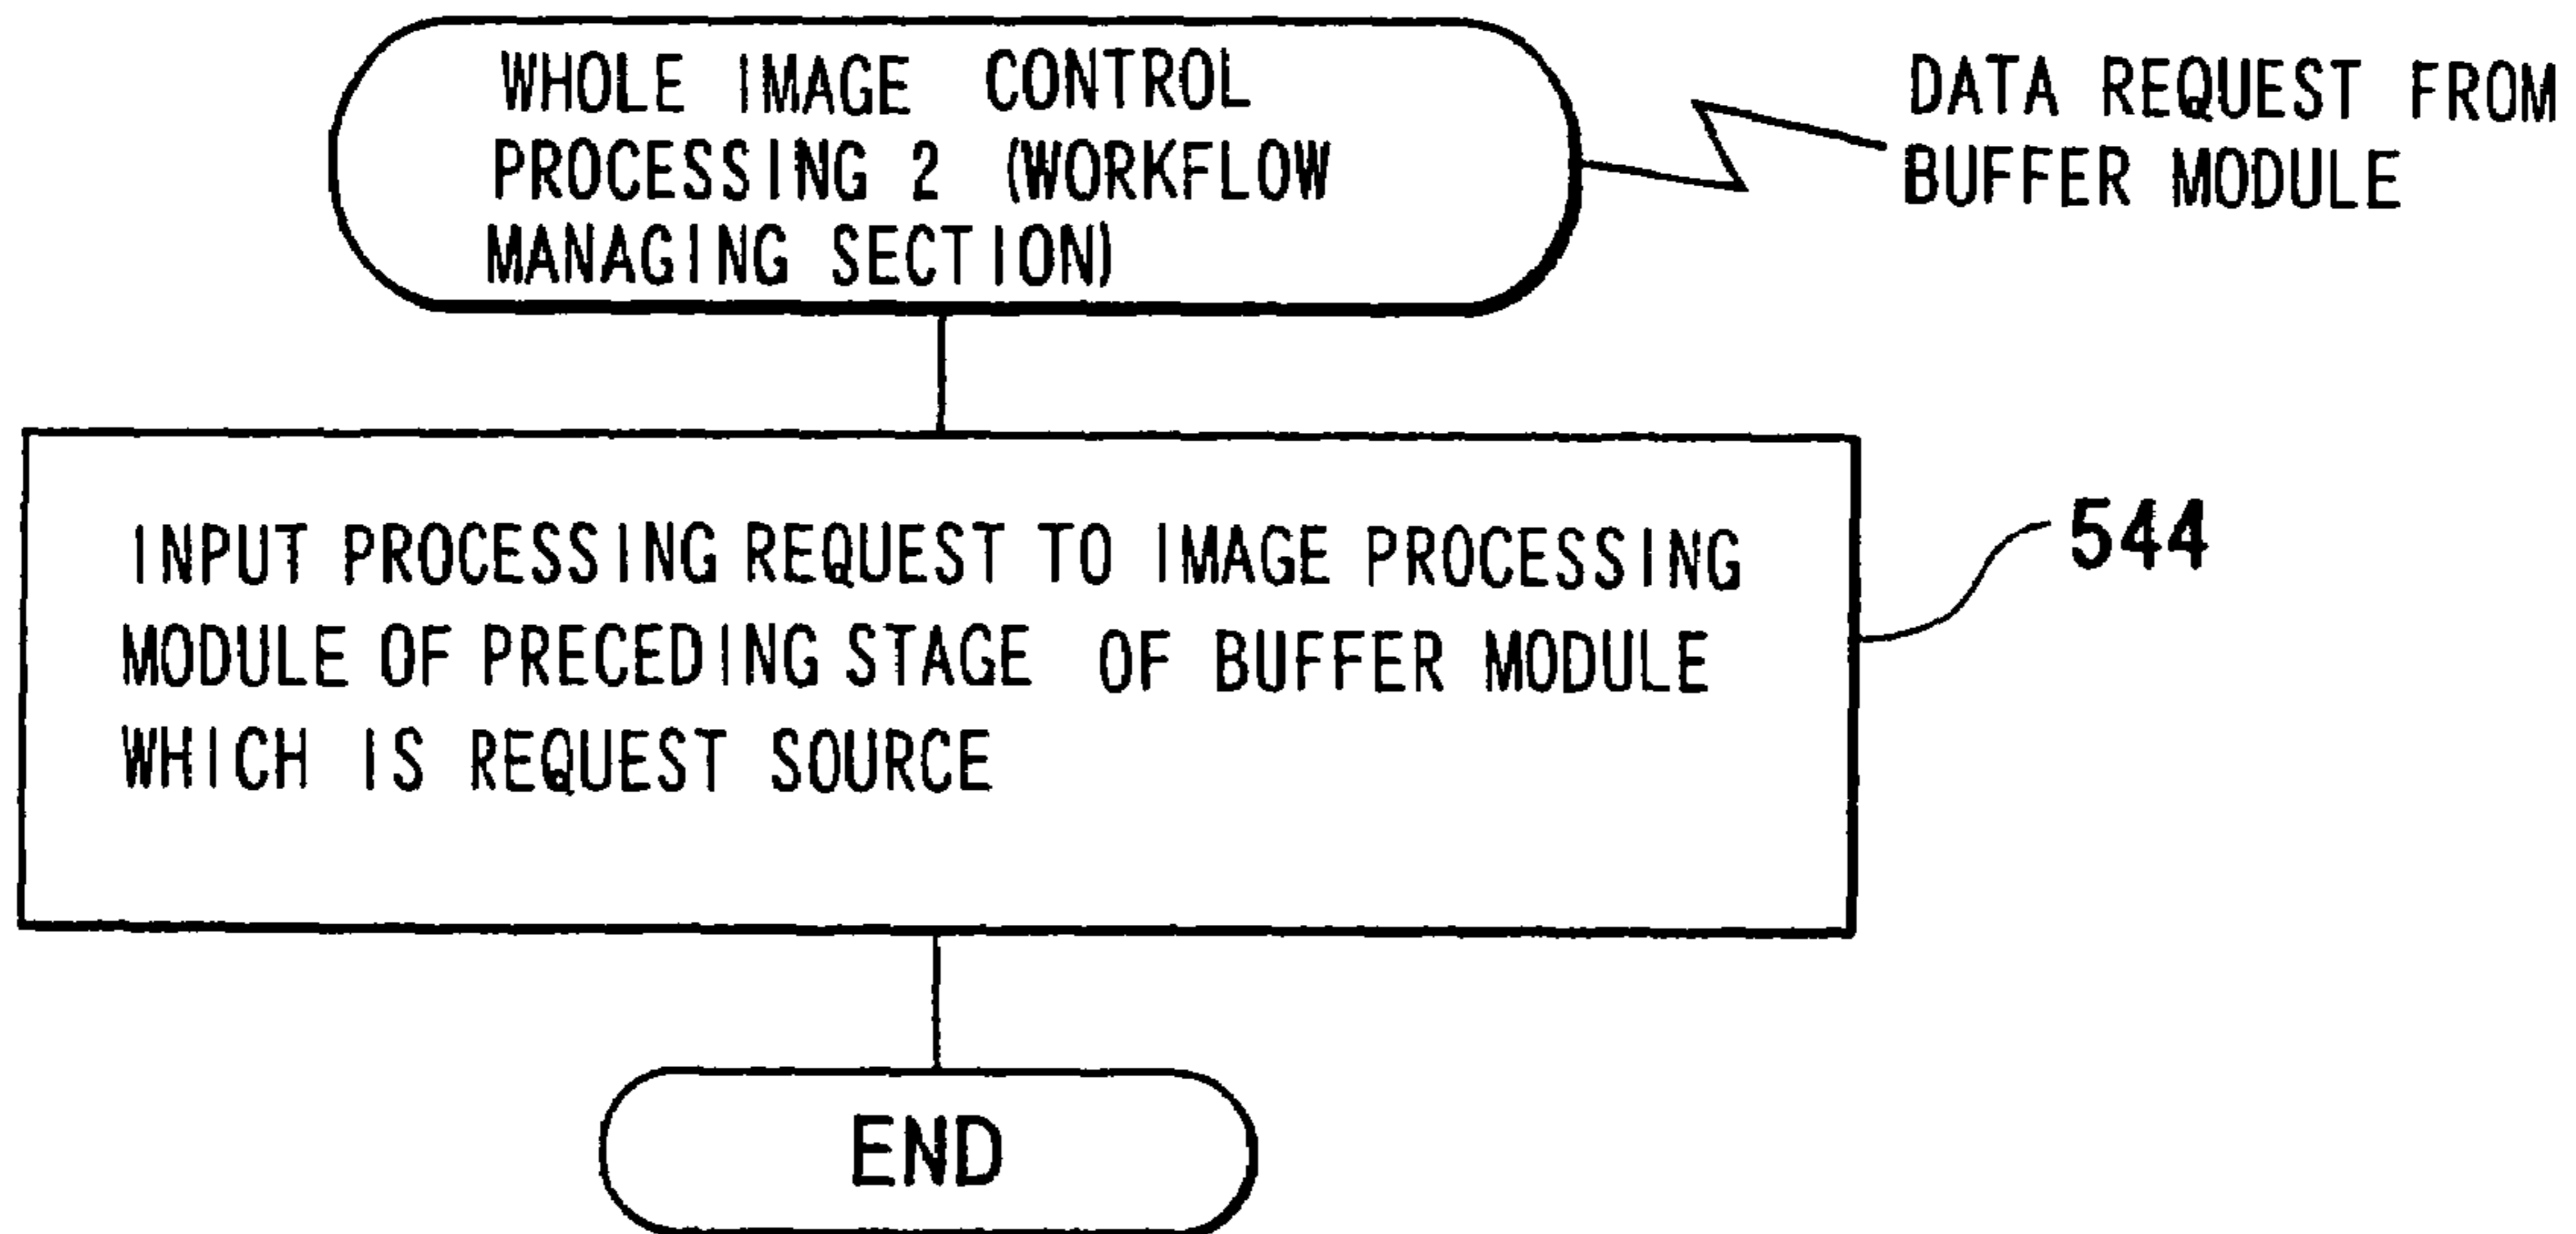 WHOLE IMAGE CONTROL
PROCESSING 2 (WORKFLOW
MANAGING SECTION)
DATA REQUEST FROM
BUFFER MODULE
INPUT PROCESSING REQUEST TO IMAGE PROCESSING
MODULE OF PRECEDING STAGE OF BUFFER MODULE
WHICH IS REQUEST SOURCE
544
END